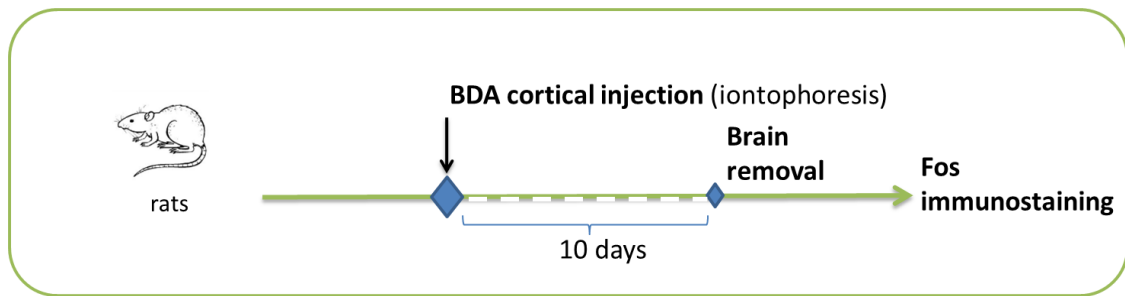 BDA cortical injection (iontophoresis)
Brain
removal
Fos
immunostaining
rats
10 days